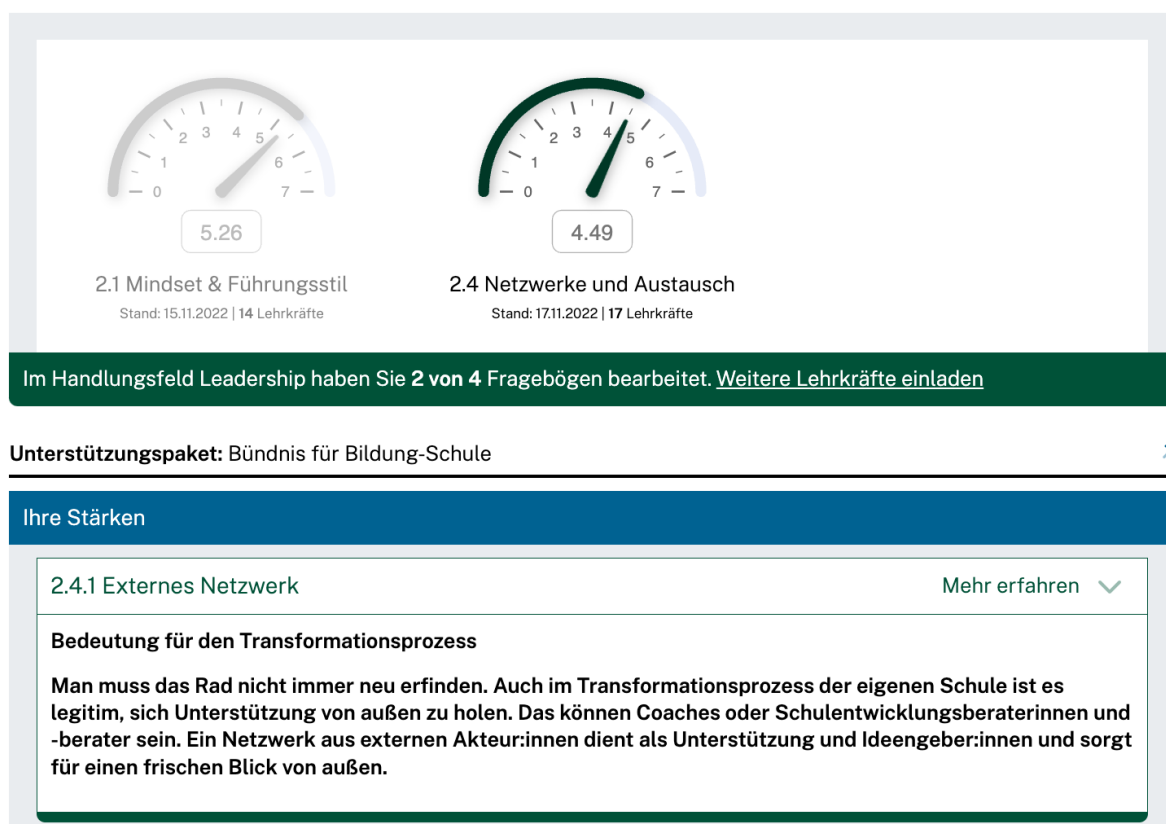 0 1 2 3 4 5 6 7
5.26
2.1 Mindset & Führungsstil
Stand: 15.11.2022 | 14 Lehrkräfte
0 1 2 3 4 5 6 7
4.49
2.4 Netzwerke und Austausch
Stand: 17.11.2022 | 17 Lehrkräfte
Im Handlungsfeld Leadership haben Sie 2 von 4 Fragebögen bearbeitet. Weitere Lehrkräfte einladen
Unterstützungspaket: Bündnis für Bildung-Schule
Ihre Stärken
2.4.1 Externes Netzwerk Mehr erfahren
Bedeutung für den Transformationsprozess
Man muss das Rad nicht immer neu erfinden. Auch im Transformationsprozess der eigenen Schule ist es
legitim, sich Unterstützung von außen zu holen. Das können Coaches oder Schulentwicklungsberaterinnen und
-berater sein. Ein Netzwerk aus externen Akteur:innen dient als Unterstützung und Ideengeber:innen und sorgt
für einen frischen Blick von außen.